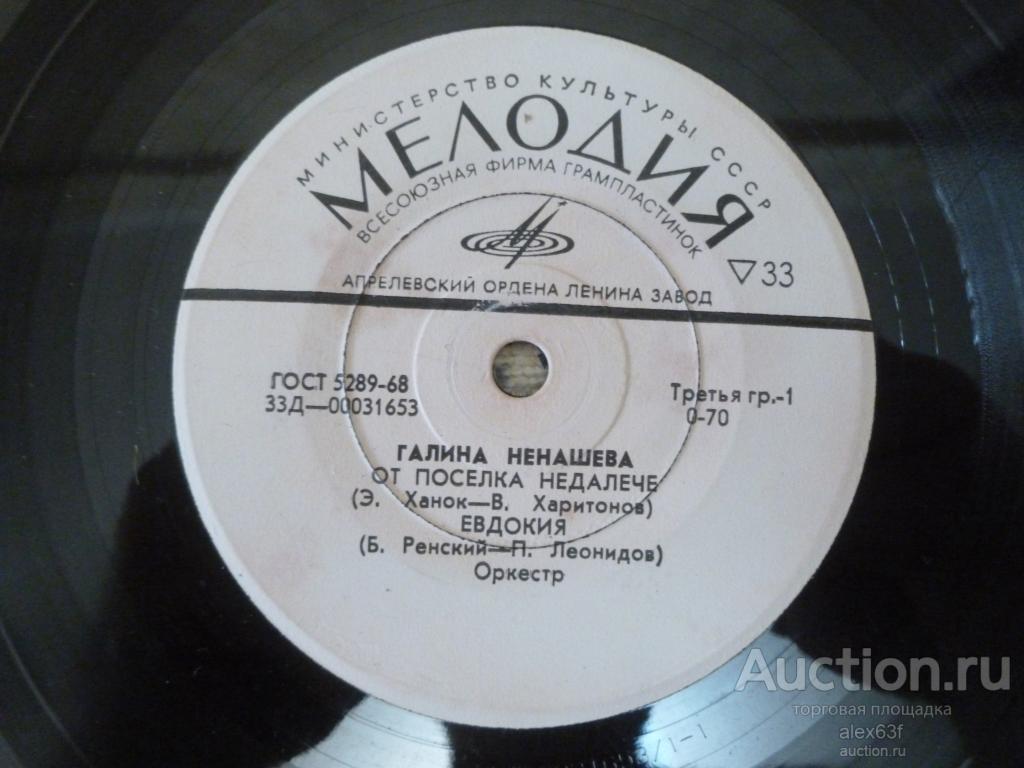 МИНИСТЕРСТВО КУЛЬТУРЫ СССР
МЕЛОДИЯ
ВСЕСОЮЗНАЯ ФИРМА ГРАМПЛАСТИНОК
33
АПРЕЛЕВСКИЙ ОРДЕНА ЛЕНИНА ЗАВОД
ГОСТ 5289-68
33Д—00031653
Третья гр.-1
0-70
ГАЛИНА НЕНАШЕВА
ОТ ПОСЕЛКА НЕДАЛЕЧЕ
(Э. Ханок—В. Харитонов)
ЕВДОКИЯ
(Б. Ренский—П. Леонидов)
Оркестр
Auction.ru
торговая площадка
alex63f
auction.ru